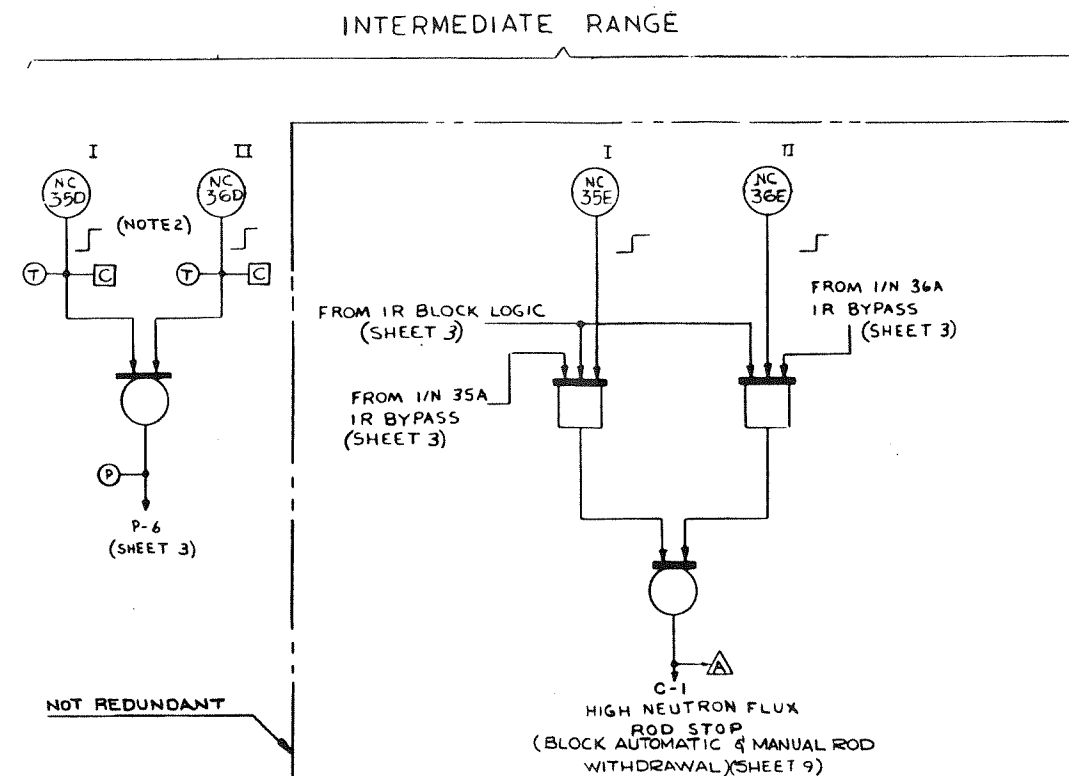 INTERMEDIATE RANGE
I
II
NC
35D
NC
36D
(NOTE 2)
T
C
T
C
P
P-6
(SHEET 3)
NOT REDUNDANT
I
II
NC
35E
NC
36E
FROM IR BLOCK LOGIC
(SHEET 3)
FROM I/N 36A
IR BYPASS
(SHEET 3)
FROM I/N 35A
IR BYPASS
(SHEET 3)
A
C-1
HIGH NEUTRON FLUX
ROD STOP
(BLOCK AUTOMATIC & MANUAL ROD
WITHDRAWAL)(SHEET 9)